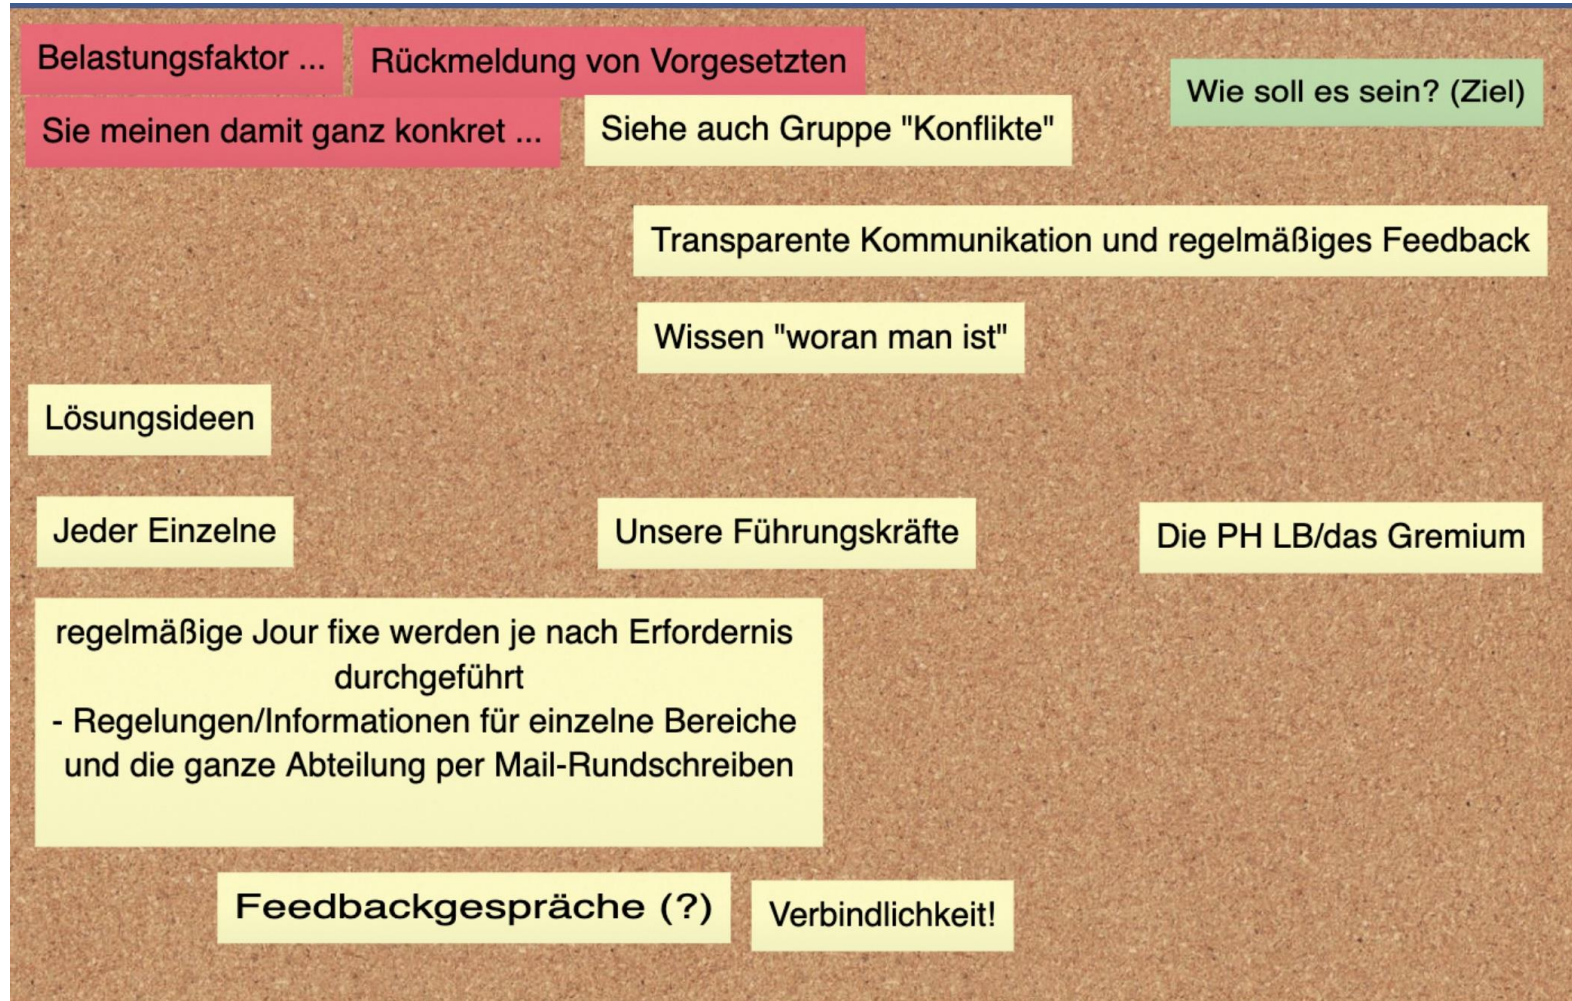 Belastungsfaktor ...
Rückmeldung von Vorgesetzten
Wie soll es sein? (Ziel)
Sie meinen damit ganz konkret ...
Siehe auch Gruppe "Konflikte"
Transparente Kommunikation und regelmäßiges Feedback
Wissen "woran man ist"
Lösungsideen
Jeder Einzelne
Unsere Führungskräfte
Die PH LB/das Gremium
regelmäßige Jour fixe werden je nach Erfordernis
durchgeführt
- Regelungen/Informationen für einzelne Bereiche
und die ganze Abteilung per Mail-Rundschreiben
Feedbackgespräche (?)
Verbindlichkeit!